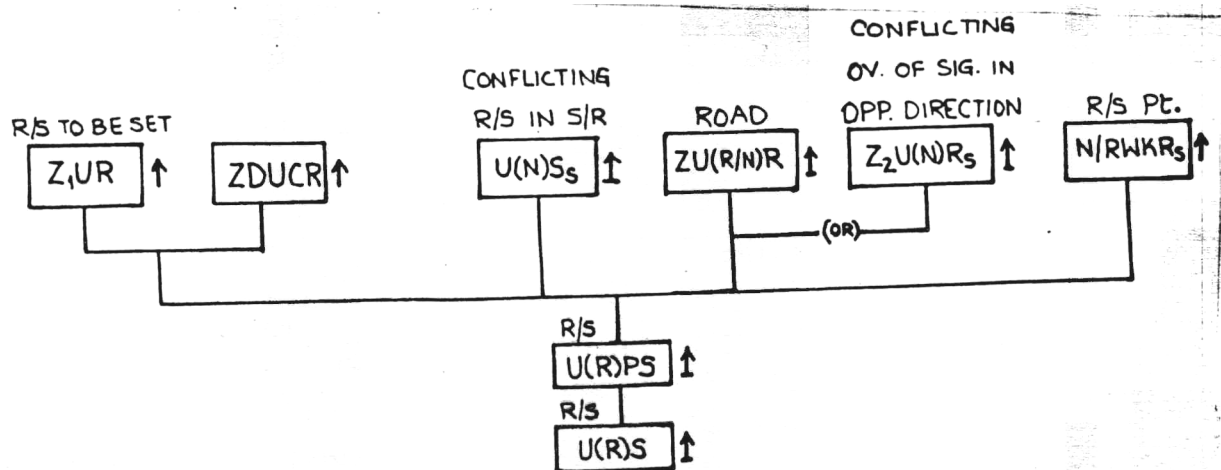 CONFLICTING
OV. OF SIG. IN
OPP. DIRECTION
CONFLICTING
R/S IN S/R
ROAD
R/S Pt.
R/S TO BE SET
Z₁UR ↑
ZDUCR ↑
U(N)Sₛ ↥
ZU(R/N)R ↥
Z₂U(N)Rₛ ↥
N/RWKRₛ ↑
(OR)
R/S
U(R)PS ↥
R/S
U(R)S ↥